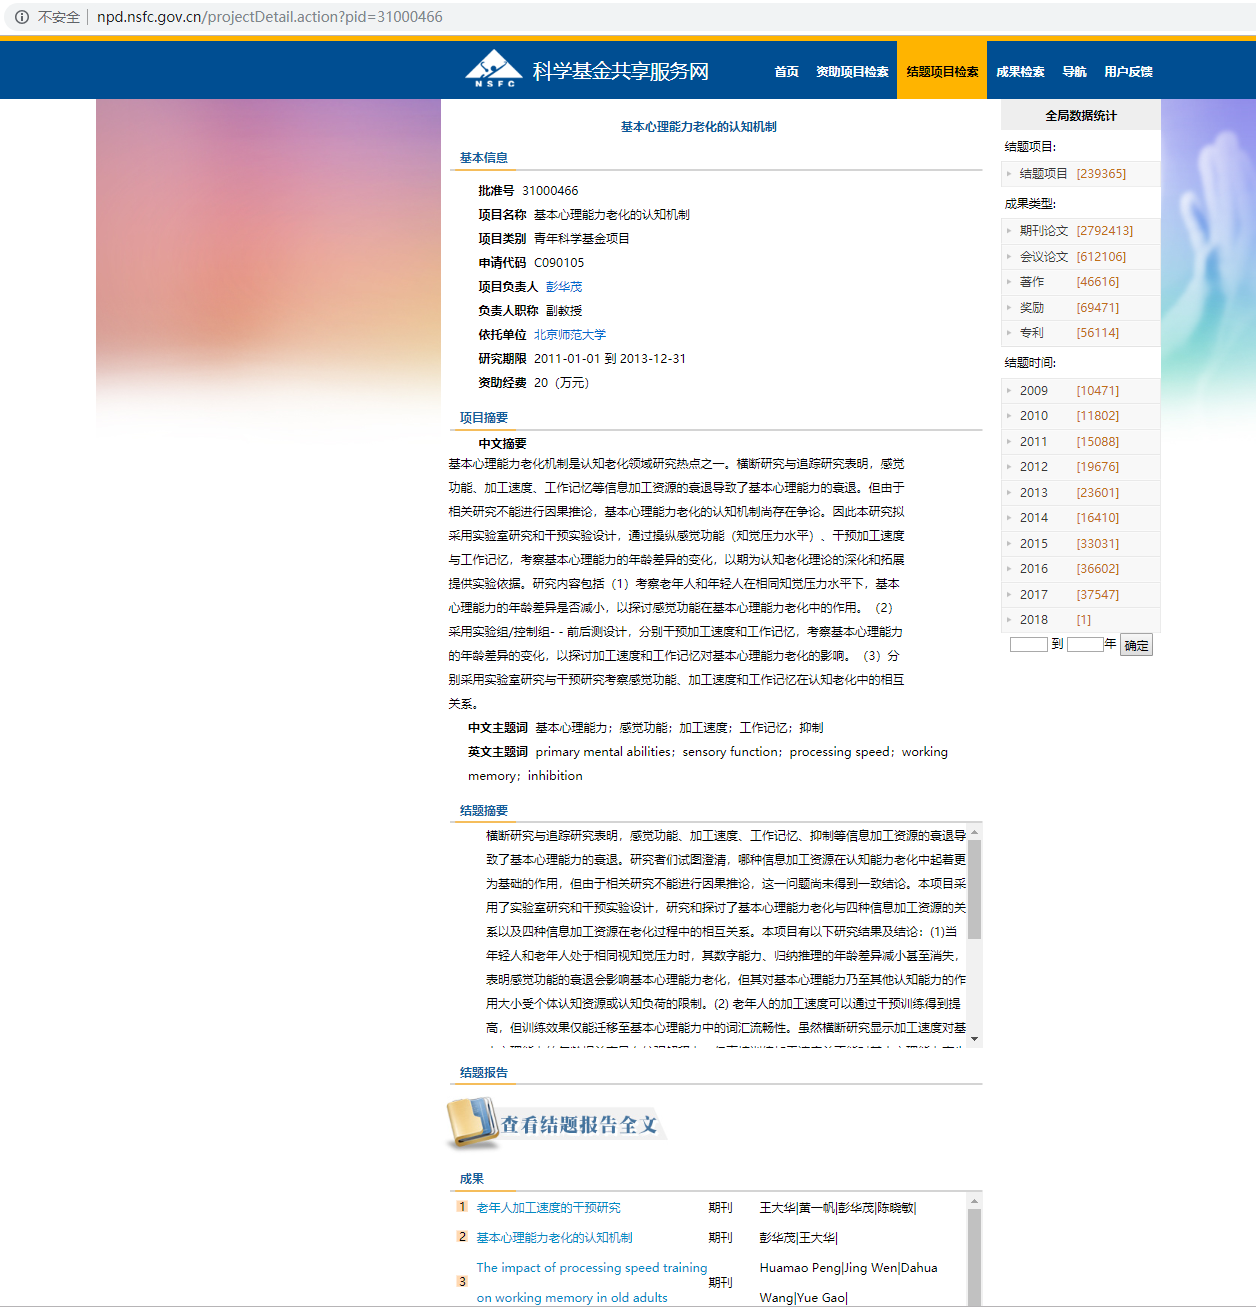 不安全 | npd.nsfc.gov.cn/projectDetail.action?pid=31000466
NSFC 科学基金共享服务网 首页 资助项目检索 结题项目检索 成果检索 导航 用户反馈
基本心理能力老化的认知机制
基本信息
批准号 31000466
项目名称 基本心理能力老化的认知机制
项目类别 青年科学基金项目
申请代码 C090105
项目负责人 彭华茂
负责人职称 副教授
依托单位 北京师范大学
研究期限 2011-01-01 到 2013-12-31
资助经费 20（万元）
项目摘要
中文摘要
基本心理能力老化机制是认知老化领域研究热点之一。横断研究与追踪研究表明，感觉
功能、加工速度、工作记忆等信息加工资源的衰退导致了基本心理能力的衰退。但由于
相关研究不能进行因果推论，基本心理能力老化的认知机制尚存在争论。因此本研究拟
采用实验室研究和干预实验设计，通过操纵感觉功能（知觉压力水平）、干预加工速度
与工作记忆，考察基本心理能力的年龄差异的变化，以期为认知老化理论的深化和拓展
提供实验依据。研究内容包括（1）考察老年人和年轻人在相同知觉压力水平下，基本
心理能力的年龄差异是否减小，以探讨感觉功能在基本心理能力老化中的作用。（2）
采用实验组/控制组- - 前后测设计，分别干预加工速度和工作记忆，考察基本心理能力
的年龄差异的变化，以探讨加工速度和工作记忆对基本心理能力老化的影响。（3）分
别采用实验室研究与干预研究考察感觉功能、加工速度和工作记忆在认知老化中的相互
关系。
中文主题词 基本心理能力；感觉功能；加工速度；工作记忆；抑制
英文主题词 primary mental abilities；sensory function；processing speed；working
memory；inhibition
结题摘要
横断研究与追踪研究表明，感觉功能、加工速度、工作记忆、抑制等信息加工资源的衰退导
致了基本心理能力的衰退。研究者们试图澄清，哪种信息加工资源在认知能力老化中起着更
为基础的作用，但由于相关研究不能进行因果推论，这一问题尚未得到一致结论。本项目采
用了实验室研究和干预实验设计，研究和探讨了基本心理能力老化与四种信息加工资源的关
系以及四种信息加工资源在老化过程中的相互关系。本项目有以下研究结果及结论：(1)当
年轻人和老年人处于相同视知觉压力时，其数字能力、归纳推理的年龄差异减小甚至消失，
表明感觉功能的衰退会影响基本心理能力老化，但其对基本心理能力乃至其他认知能力的作
用大小受个体认知资源或认知负荷的限制。(2) 老年人的加工速度可以通过干预训练得到提
高，但训练效果仅能迁移至基本心理能力中的词汇流畅性。虽然横断研究显示加工速度对基
结题报告
查看结题报告全文
成果
1 老年人加工速度的干预研究 期刊 王大华|黄一帆|彭华茂|陈晓敏|
2 基本心理能力老化的认知机制 期刊 彭华茂|王大华|
3 The impact of processing speed training
on working memory in old adults 期刊 Huamao Peng|Jing Wen|Dahua
Wang|Yue Gao|
全局数据统计
结题项目:
结题项目 [239365]
成果类型:
期刊论文 [2792413]
会议论文 [612106]
著作 [46616]
奖励 [69471]
专利 [56114]
结题时间:
2009 [10471]
2010 [11802]
2011 [15088]
2012 [19676]
2013 [23601]
2014 [16410]
2015 [33031]
2016 [36602]
2017 [37547]
2018 [1]
到 年 确定